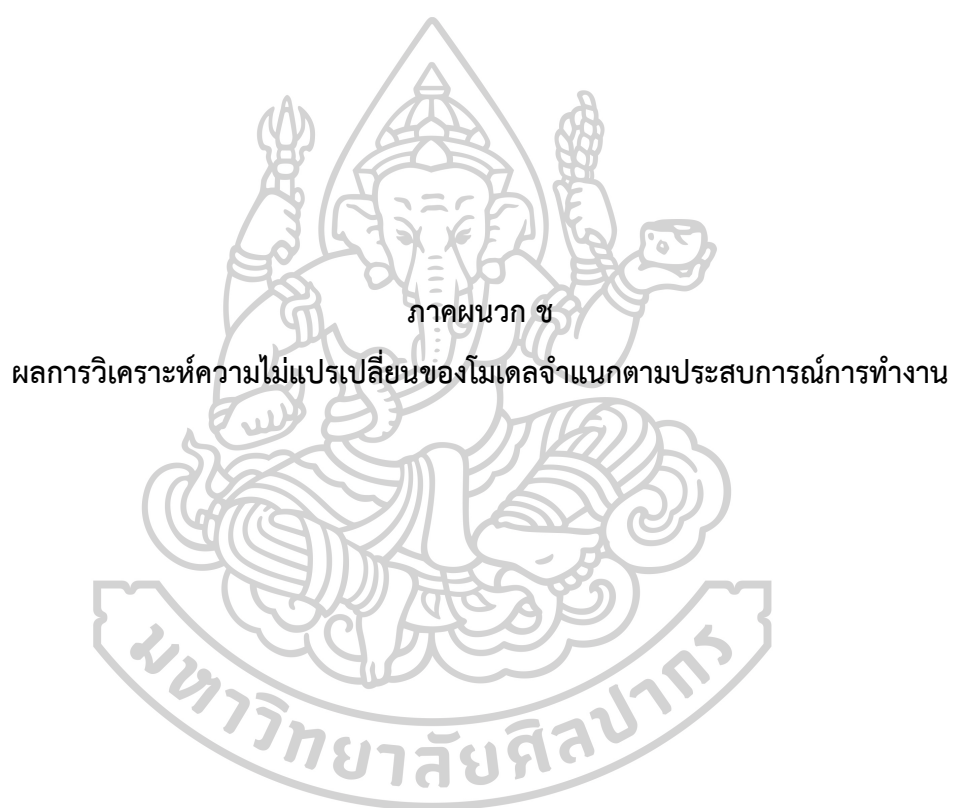 ภาคผนวก ช
ผลการวิเคราะห์ความไม่แปรเปลี่ยนของโมเดลจำแนกตามประสบการณ์การทำงาน
มหาวิทยาลัยศิลปากร